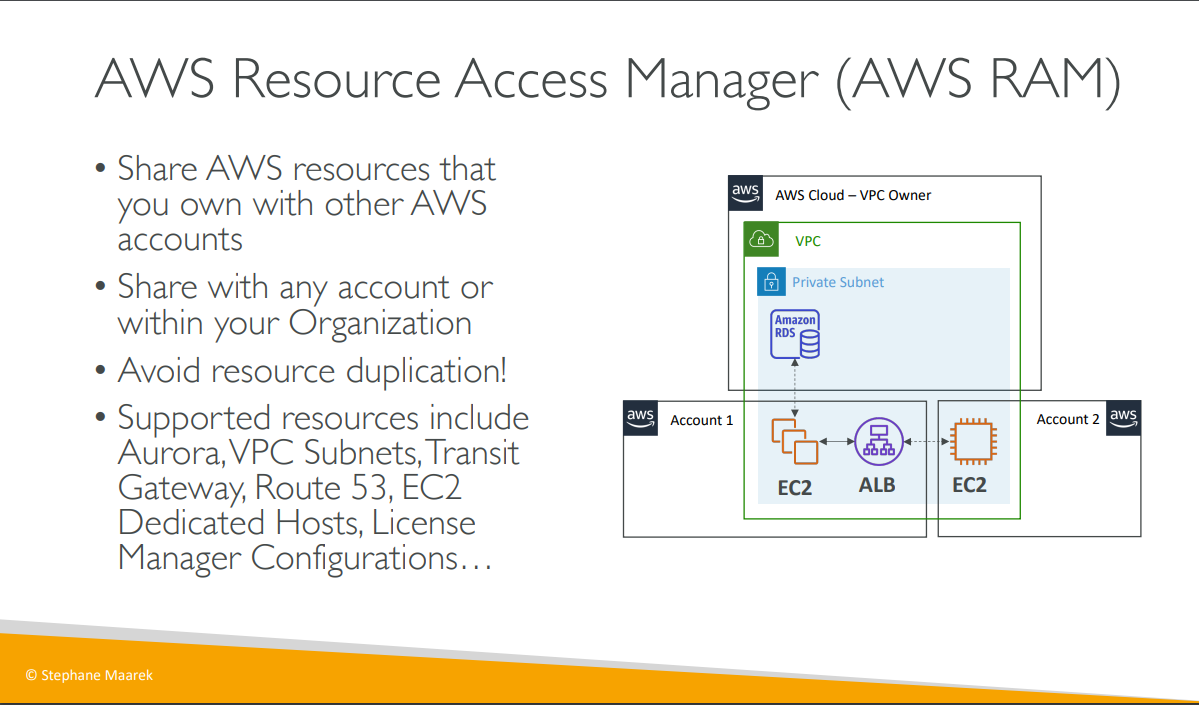 AWS Resource Access Manager (AWS RAM)
• Share AWS resources that
you own with other AWS
accounts
• Share with any account or
within your Organization
• Avoid resource duplication!
• Supported resources include
Aurora, VPC Subnets, Transit
Gateway, Route 53, EC2
Dedicated Hosts, License
Manager Configurations…
aws
AWS Cloud – VPC Owner
VPC
Private Subnet
Amazon
RDS
aws
Account 1
Account 2
aws
EC2
ALB
EC2
© Stephane Maarek